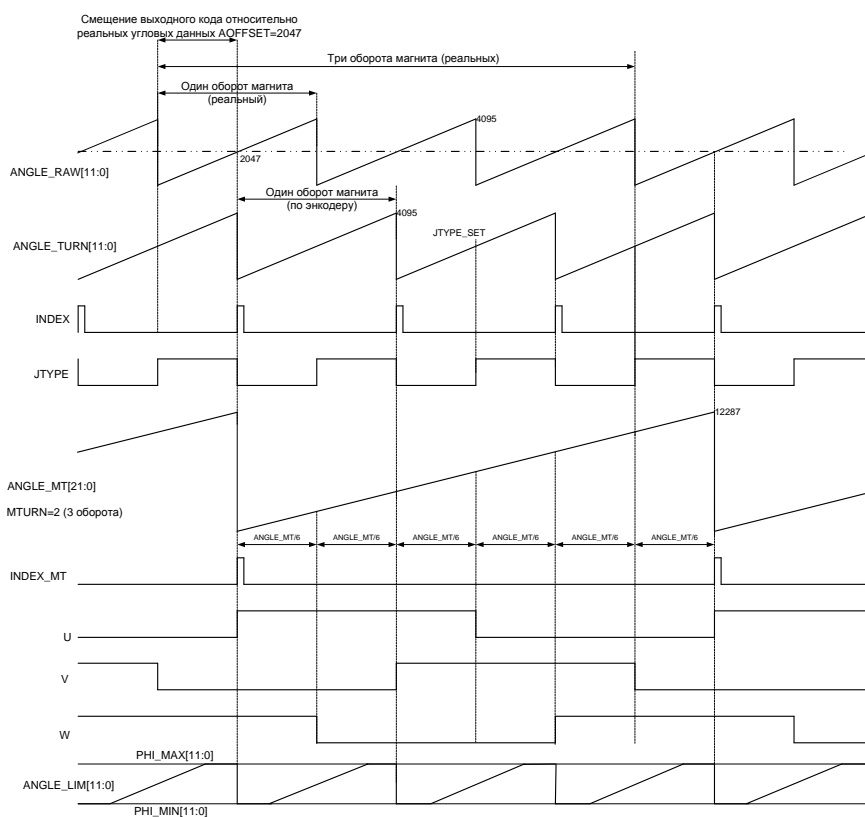 Смещение выходного кода относительно
реальных угловых данных AOFFSET=2047
Три оборота магнита (реальных)
Один оборот магнита
(реальный)
4095
2047
ANGLE_RAW[11:0]
Один оборот магнита
(по энкодеру)
4095
JTYPE_SET
ANGLE_TURN[11:0]
INDEX
JTYPE
12287
ANGLE_MT[21:0]
MTURN=2 (3 оборота)
ANGLE_MT/6 ANGLE_MT/6 ANGLE_MT/6 ANGLE_MT/6 ANGLE_MT/6 ANGLE_MT/6
INDEX_MT
U
V
W
PHI_MAX[11:0]
ANGLE_LIM[11:0]
PHI_MIN[11:0]